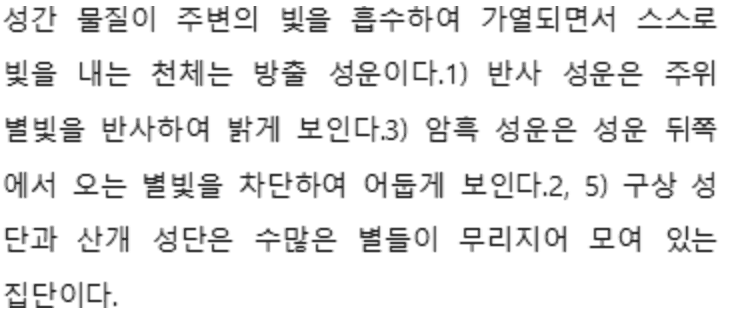 성간 물질이 주변의 빛을 흡수하여 가열되면서 스스로
빛을 내는 천체는 방출 성운이다.1) 반사 성운은 주위
별빛을 반사하여 밝게 보인다.3) 암흑 성운은 성운 뒤쪽
에서 오는 별빛을 차단하여 어둡게 보인다.2, 5) 구상 성
단과 산개 성단은 수많은 별들이 무리지어 모여 있는
집단이다.